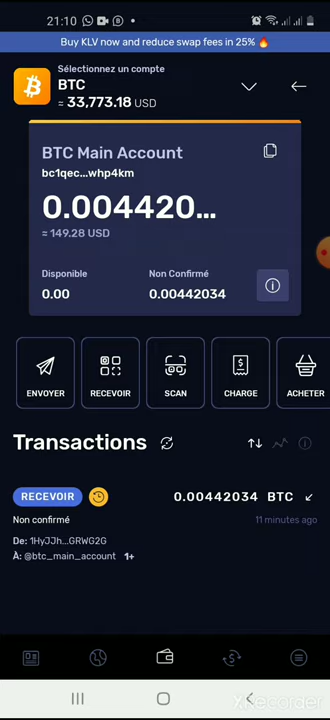 21:10
Buy KLV now and reduce swap fees in 25% 🔥
Sélectionnez un compte
BTC
≈ 33,773.18 USD
BTC Main Account
bc1qec...whp4km
0.004420...
≈ 149.28 USD
Disponible Non Confirmé
0.00 0.00442034
ENVOYER RECEVOIR SCAN CHARGE ACHETER
Transactions
RECEVOIR 0.00442034 BTC
Non confirmé 11 minutes ago
De: 1HyJJh...GRWG2G
À: @btc_main_account 1+
XRecorder